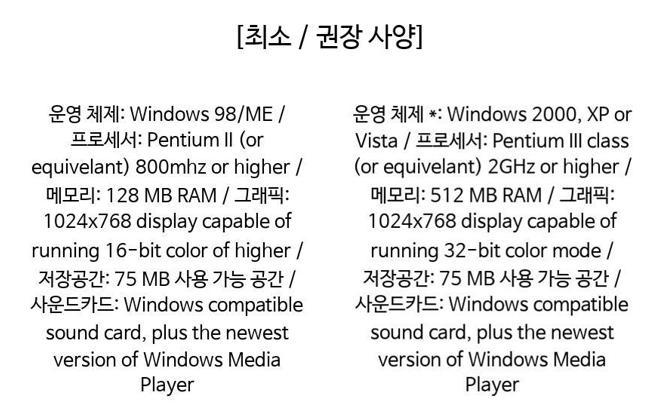 [최소 / 권장 사양]
운영 체제: Windows 98/ME /
프로세서: Pentium II (or
equivelant) 800mhz or higher /
메모리: 128 MB RAM / 그래픽:
1024x768 display capable of
running 16-bit color of higher /
저장공간: 75 MB 사용 가능 공간 /
사운드카드: Windows compatible
sound card, plus the newest
version of Windows Media
Player
운영 체제 *: Windows 2000, XP or
Vista / 프로세서: Pentium III class
(or equivelant) 2GHz or higher /
메모리: 512 MB RAM / 그래픽:
1024x768 display capable of
running 32-bit color mode /
저장공간: 75 MB 사용 가능 공간 /
사운드카드: Windows compatible
sound card, plus the newest
version of Windows Media
Player